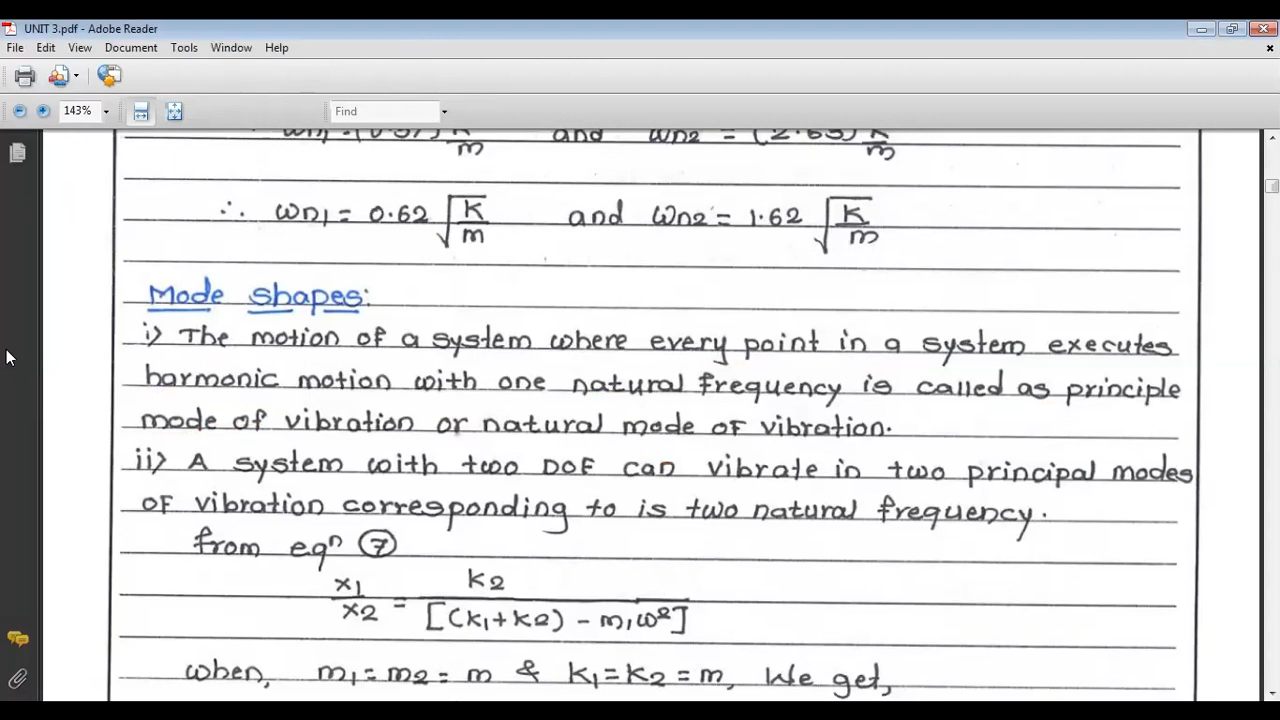 UNIT 3.pdf - Adobe Reader
File Edit View Document Tools Window Help
143% Find
and ωn2 = (2.63) K/m
∴ ωn1 = 0.62 √K/m and ωn2 = 1.62 √K/m
Mode shapes:
i) The motion of a system where every point in a system executes
harmonic motion with one natural frequency is called as principle
mode of vibration or natural mode of vibration.
ii) A system with two DOF can vibrate in two principal modes
of vibration corresponding to is two natural frequency.
from eqn ⑦
x1/x2 = K2/[(K1+K2) - m1ω²]
when, m1 = m2 = m & K1 = K2 = m, We get,